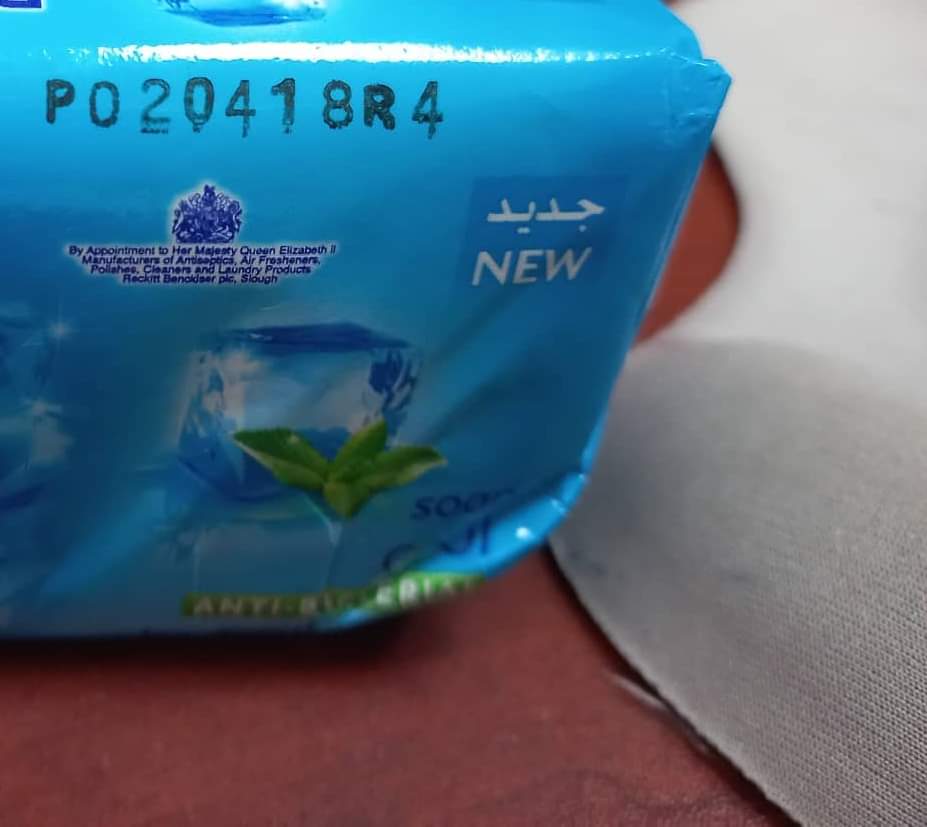 P020418R4
By Appointment to Her Majesty Queen Elizabeth II
Manufacturers of Antiseptics, Air Fresheners,
Polishes, Cleaners and Laundry Products
Reckitt Benckiser plc, Slough
جديد
NEW